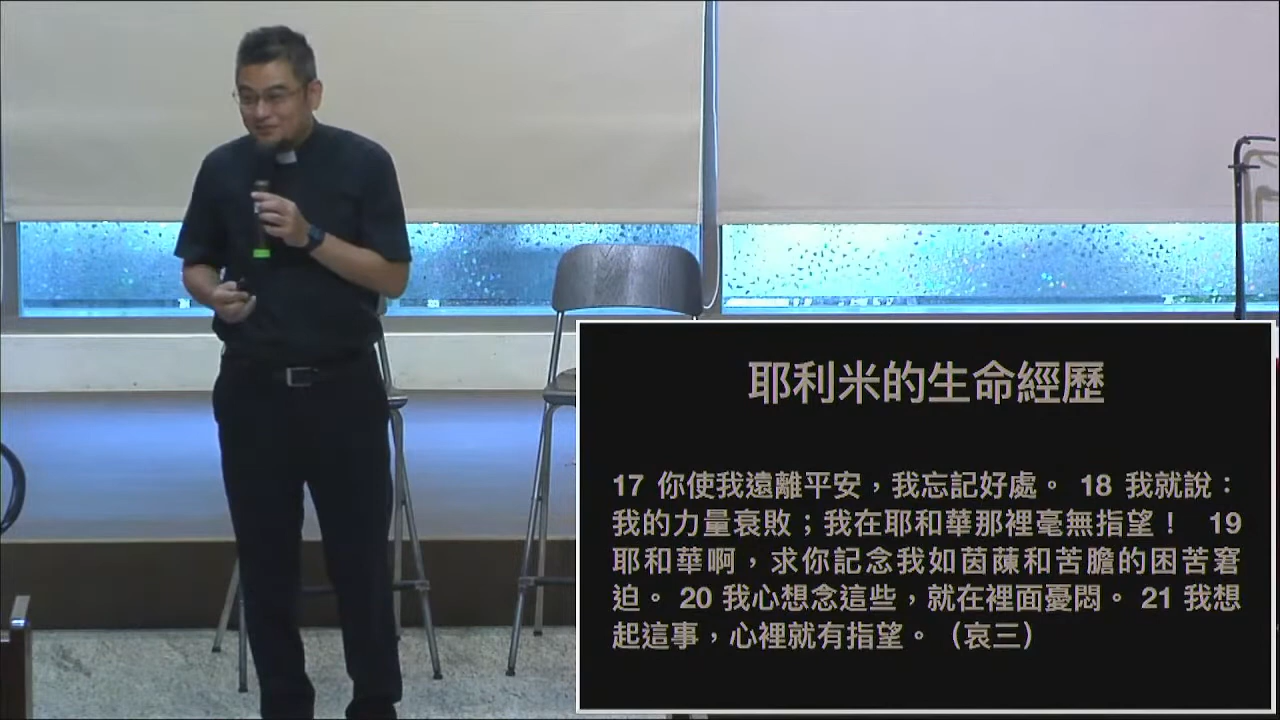 耶利米的生命經歷
17 你使我遠離平安，我忘記好處。 18 我就說：
我的力量衰敗；我在耶和華那裡毫無指望！ 19
耶和華啊，求你記念我如茵蔯和苦膽的困苦窘
迫。 20 我心想念這些，就在裡面憂悶。 21 我想
起這事，心裡就有指望。（哀三）